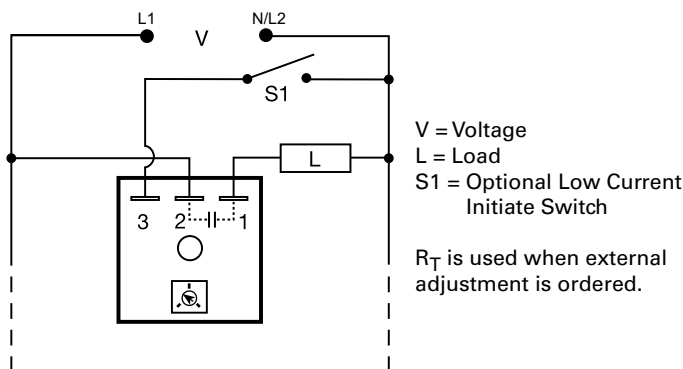 L1 V N/L2
S1
L
3 2 1
V = Voltage
L = Load
S1 = Optional Low Current
Initiate Switch
RT is used when external
adjustment is ordered.